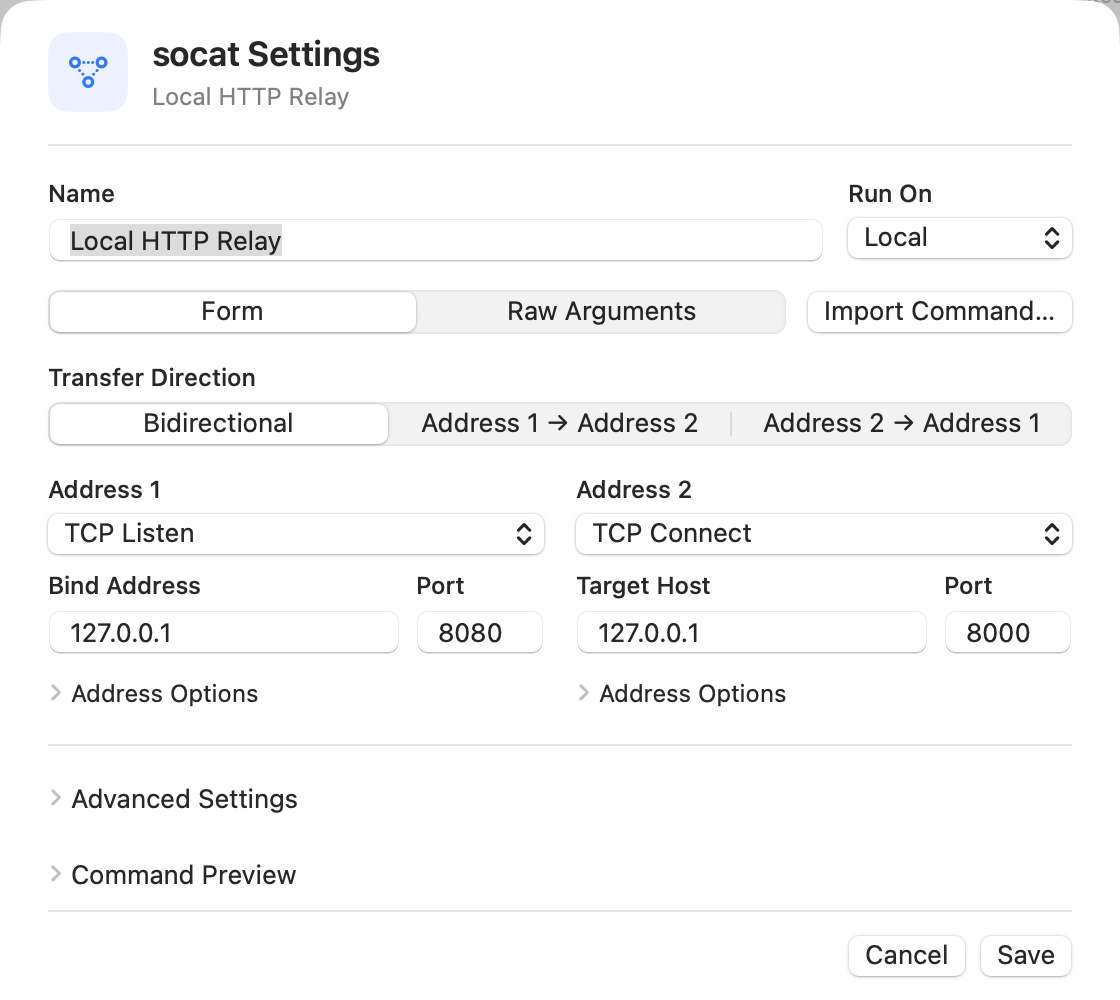 socat Settings
Local HTTP Relay
Name
Run On
Local HTTP Relay
Local
Form
Raw Arguments
Import Command...
Transfer Direction
Bidirectional
Address 1 → Address 2
Address 2 → Address 1
Address 1
Address 2
TCP Listen
TCP Connect
Bind Address
Port
Target Host
Port
127.0.0.1
8080
127.0.0.1
8000
Address Options
Address Options
Advanced Settings
Command Preview
Cancel
Save